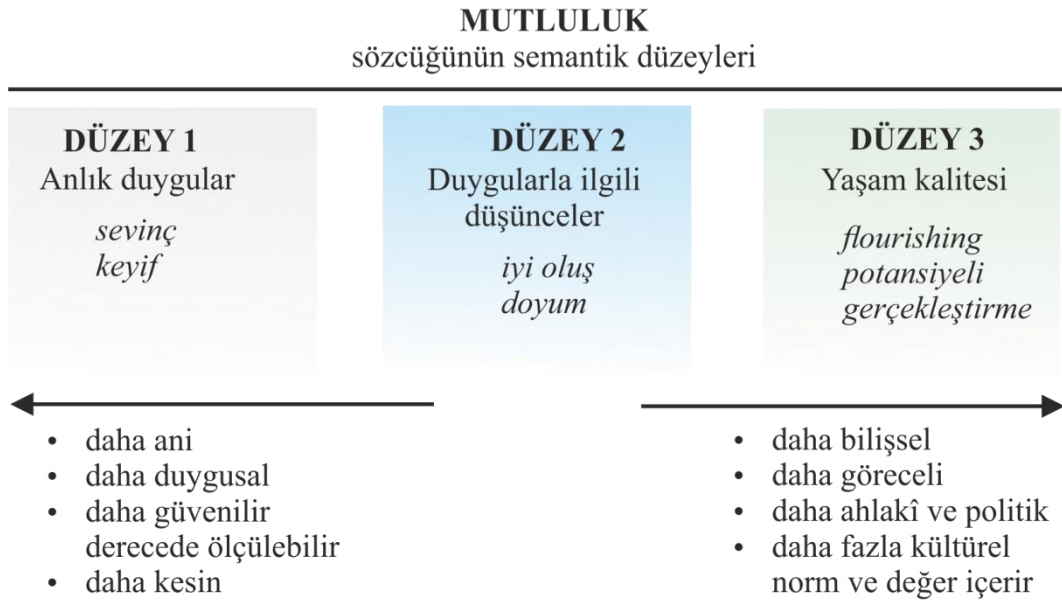 MUTLULUK
sözcüğünün semantik düzeyleri
DÜZEY 1
Anlık duygular
sevinç
keyif
DÜZEY 2
Duygularla ilgili
düşünceler
iyi oluş
doyum
DÜZEY 3
Yaşam kalitesi
flourishing
potansiyeli
gerçekleştirme
• daha ani
• daha duygusal
• daha güvenilir
derecede ölçülebilir
• daha kesin
• daha bilişsel
• daha göreceli
• daha ahlakî ve politik
• daha fazla kültürel
norm ve değer içerir